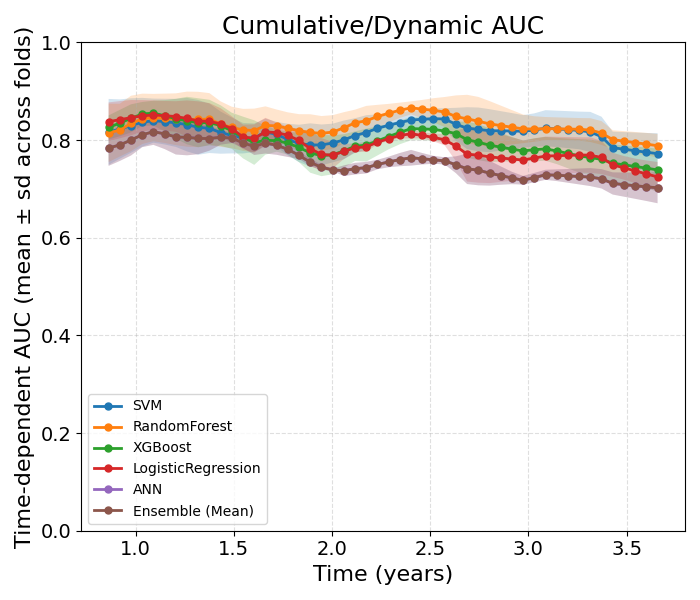 Cumulative/Dynamic AUC
Time-dependent AUC (mean ± sd across folds)
1.0
0.8
0.6
0.4
0.2
0.0
SVM
RandomForest
XGBoost
LogisticRegression
ANN
Ensemble (Mean)
1.0 1.5 2.0 2.5 3.0 3.5
Time (years)